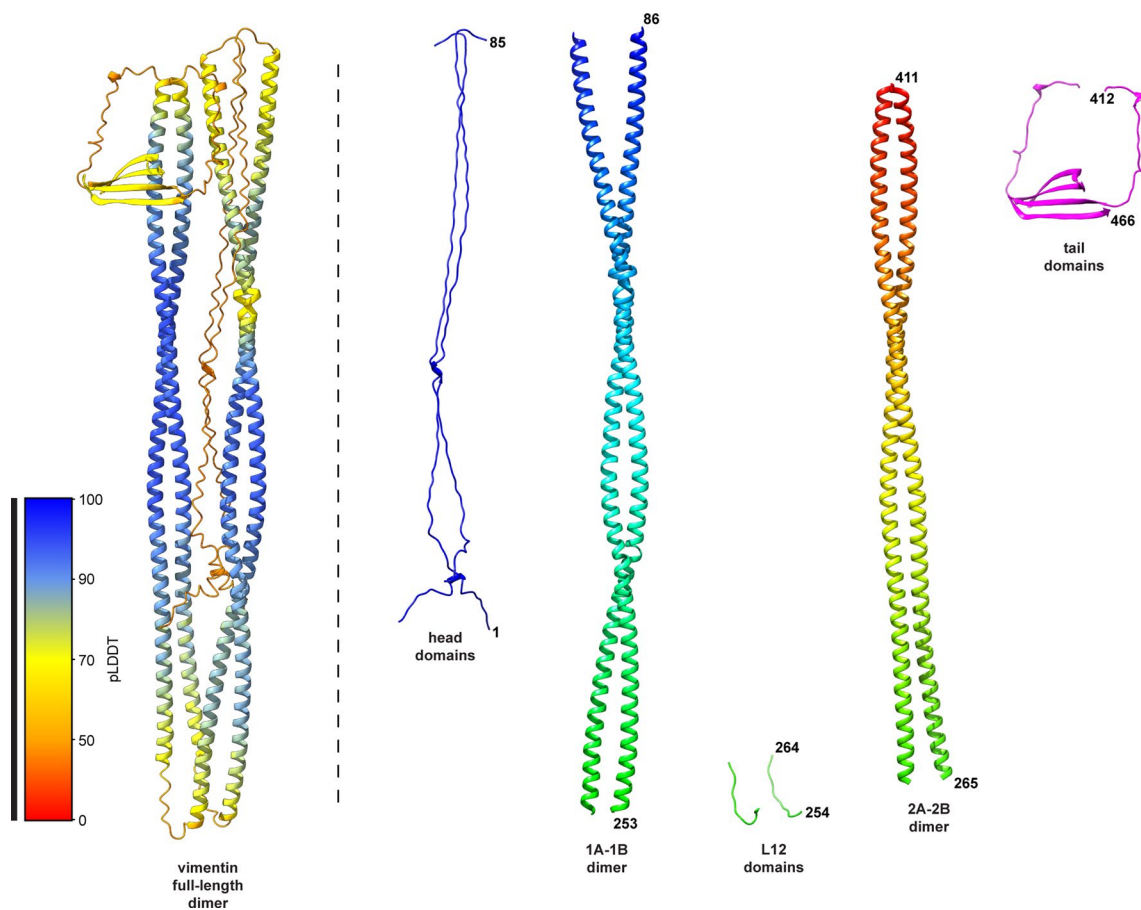 100
90
70
50
0
pLDDT
vimentin
full-length
dimer
85
1
head
domains
86
253
1A-1B
dimer
264
254
L12
domains
411
265
2A-2B
dimer
412
466
tail
domains